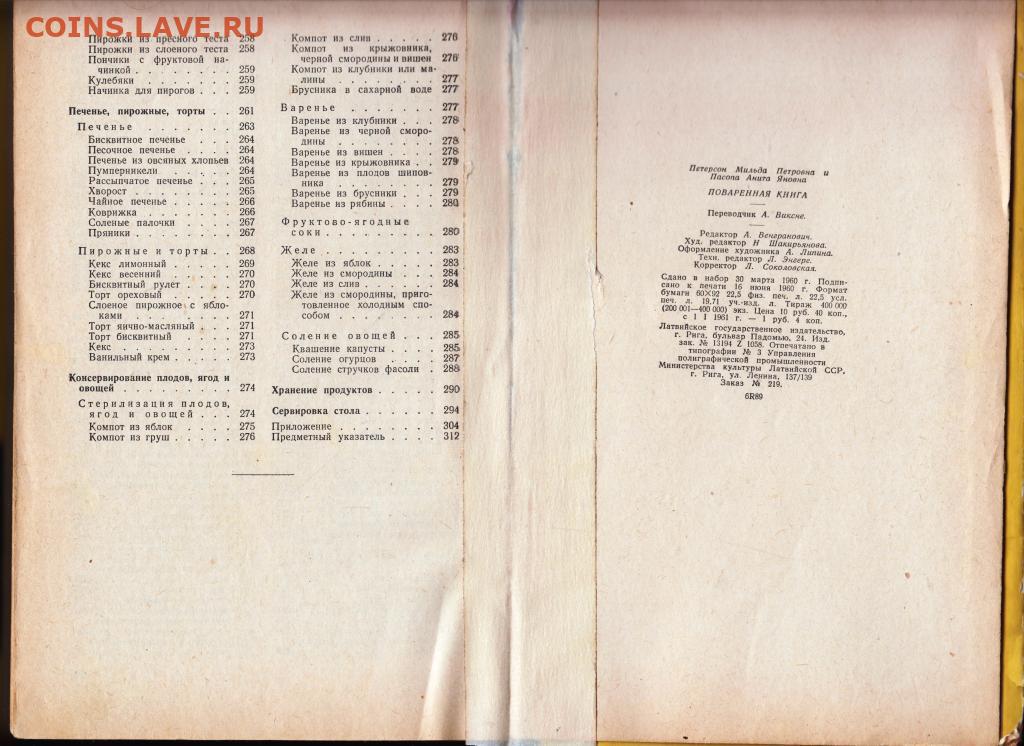 COINS.LAVE.RU
Пирожки из пресного теста 258
Пирожки из слоеного теста 258
Пончики с фруктовой на-
чинкой . . . . . . . . 259
Кулебяки . . . . . . . 259
Начинка для пирогов . . . 259
Печенье, пирожные, торты . . 261
Печенье . . . . . . . 263
Бисквитное печенье . . . 264
Песочное печенье . . . . 264
Печенье из овсяных хлопьев 264
Пумперникели . . . . . 264
Рассыпчатое печенье . . . 265
Хворост . . . . . . . . 265
Чайное печенье . . . . . 266
Коврижка . . . . . . . 266
Соленые палочки . . . . 267
Пряники . . . . . . . . 267
Пирожные и торты . . 268
Кекс лимонный . . . . . 269
Кекс весенний . . . . . 270
Бисквитный рулет . . . . 270
Торт ореховый . . . . . 270
Слоеное пирожное с ябло-
ками . . . . . . . . 271
Торт яично-масляный . . . 271
Торт бисквитный . . . . 271
Кекс . . . . . . . . . 273
Ванильный крем . . . . . 273
Консервирование плодов, ягод и
овощей . . . . . . . . . 274
Стерилизация плодов,
ягод и овощей . . . 274
Компот из яблок . . . . 275
Компот из груш . . . . . 276
Компот из слив . . . . . 276
Компот из крыжовника,
черной смородины и вишен 276
Компот из клубники или ма-
лины . . . . . . . . 277
Брусника в сахарной воде 277
Варенье . . . . . . . 277
Варенье из клубники . . . 278
Варенье из черной сморо-
дины . . . . . . . . 278
Варенье из вишен . . . . 278
Варенье из крыжовника . . 279
Варенье из плодов шипов-
ника . . . . . . . . 279
Варенье из брусники . . . 279
Варенье из рябины . . . . 280
Фруктово-ягодные
соки . . . . . . . . . 280
Желе . . . . . . . . . 283
Желе из яблок . . . . . 283
Желе из смородины . . . 284
Желе из слив . . . . . . 284
Желе из смородины, приго-
товленное холодным спо-
собом . . . . . . . . 284
Соление овощей . . . . 285
Квашение капусты . . . . 285
Соление огурцов . . . . 287
Соление стручков фасоли . 288
Хранение продуктов . . . . 290
Сервировка стола . . . . . . 294
Приложение . . . . . . . . 304
Предметный указатель . . . . 312
Петерсон Мильда Петровна и
Пасопа Анита Яновна
ПОВАРЕННАЯ КНИГА
Переводчик А. Виксне.
Редактор А. Венгранович.
Худ. редактор Н Шакирьянова.
Оформление художника А. Липина.
Техн. редактор Л. Энгере.
Корректор Л. Соколовская.
Сдано в набор 30 марта 1960 г. Подпи-
сано к печати 16 июня 1960 г. Формат
бумаги 60×92 22,5 физ. печ. л. 22,5 усл.
печ. л. 19,71 уч.-изд. л. Тираж 400 000
(200 001—400 000) экз. Цена 10 руб. 40 коп.,
с 1 I 1961 г. — 1 руб. 4 коп.
Латвийское государственное издательство,
г. Рига, бульвар Падомью, 24. Изд.
зак. № 13194 Z 1058. Отпечатано в
типографии № 3 Управления
полиграфической промышленности
Министерства культуры Латвийской ССР,
г. Рига, ул. Ленина, 137/139
Заказ № 219.
6R89